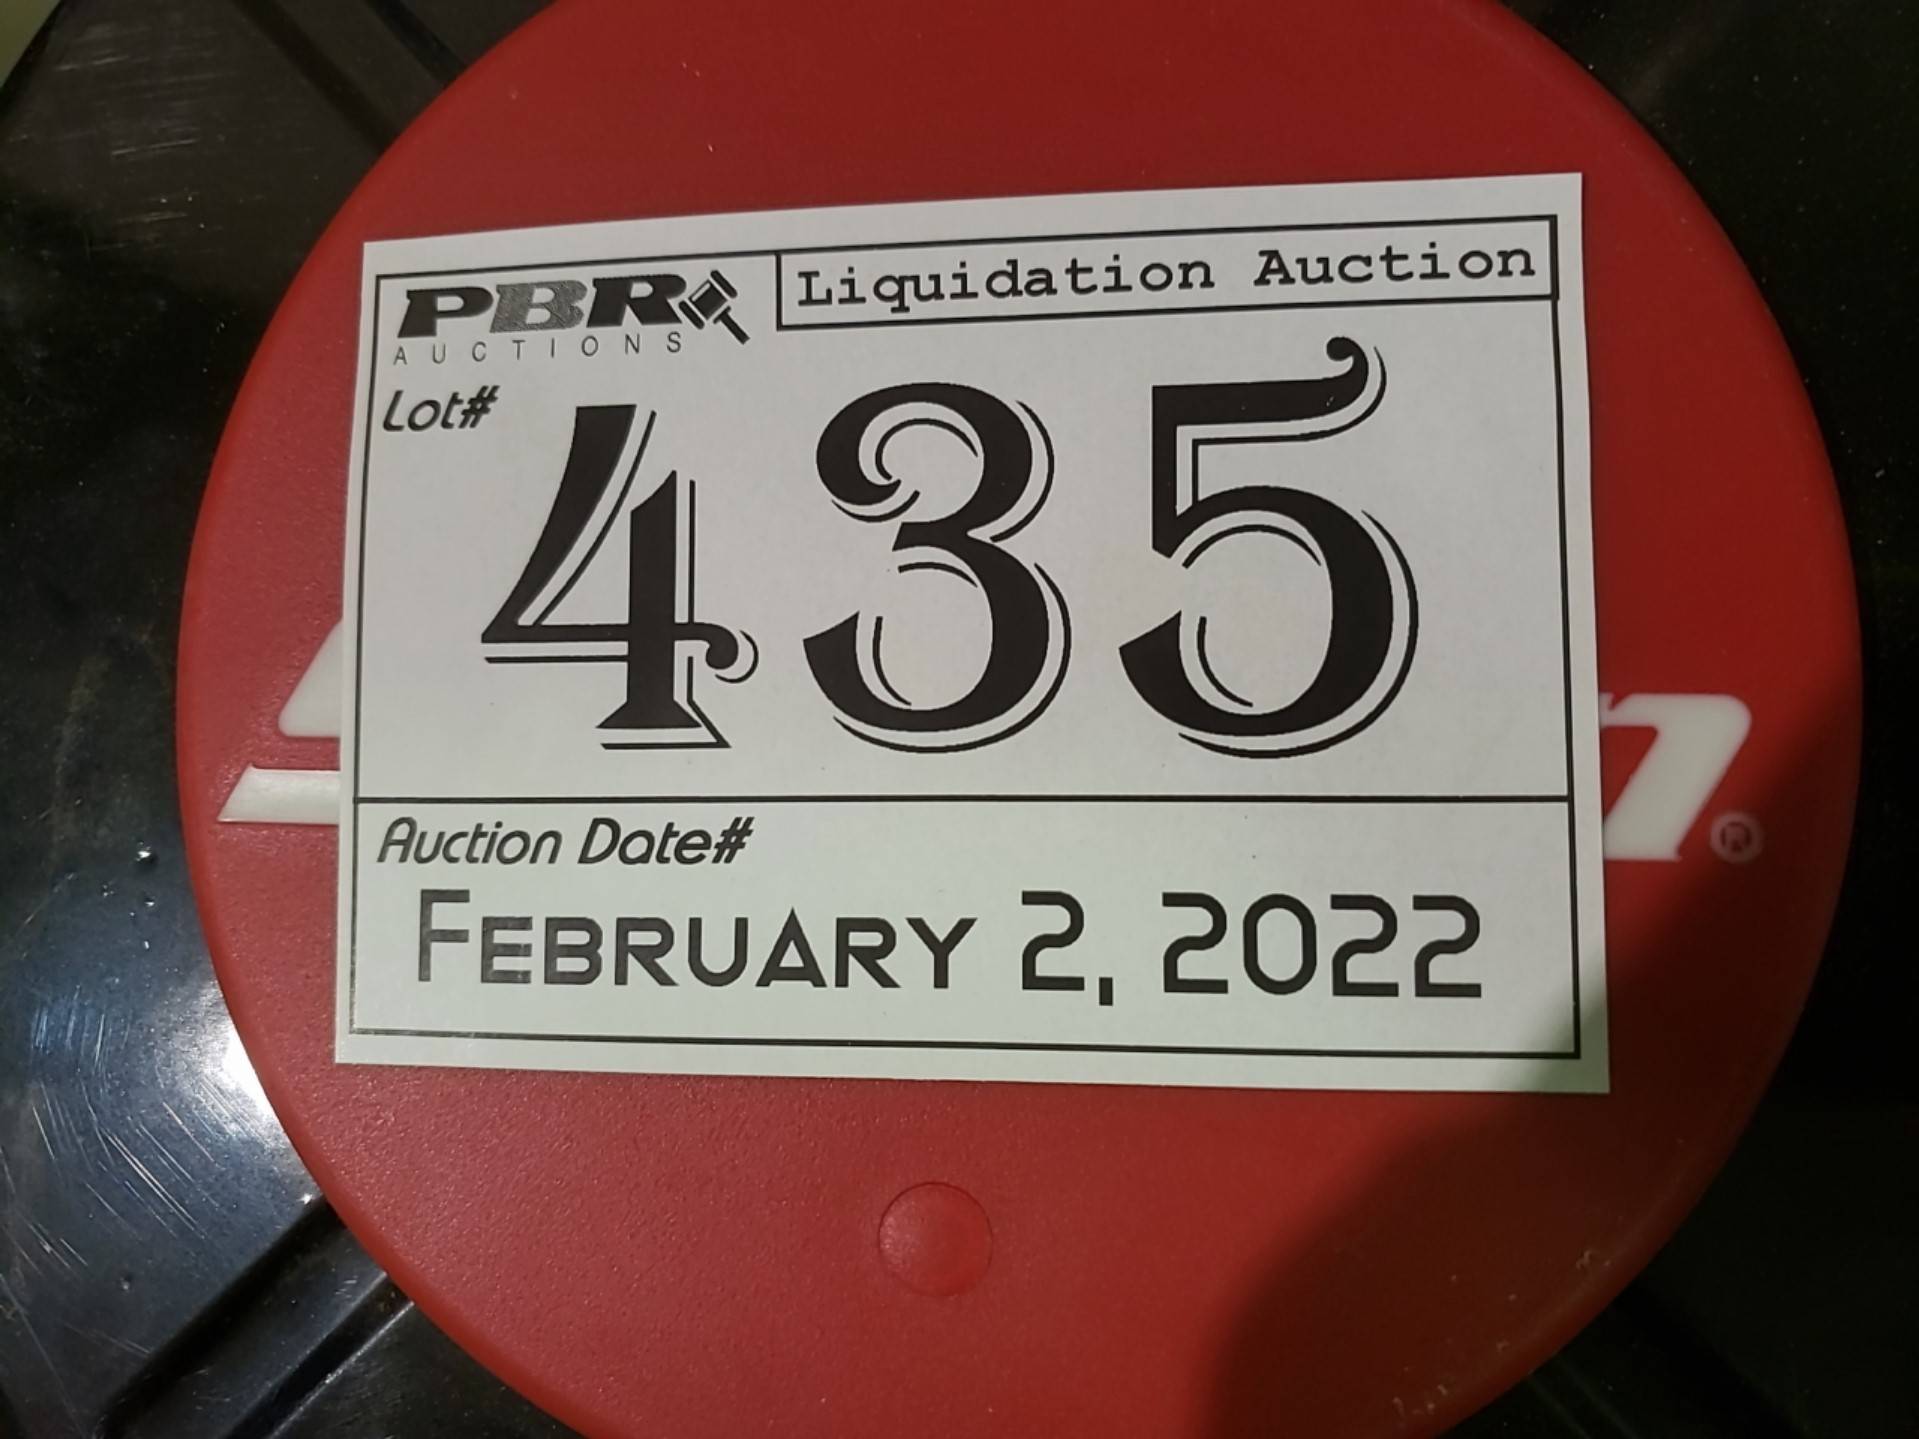 PBR
AUCTIONS
Liquidation Auction
Lot#
435
Auction Date#
February 2, 2022
n®